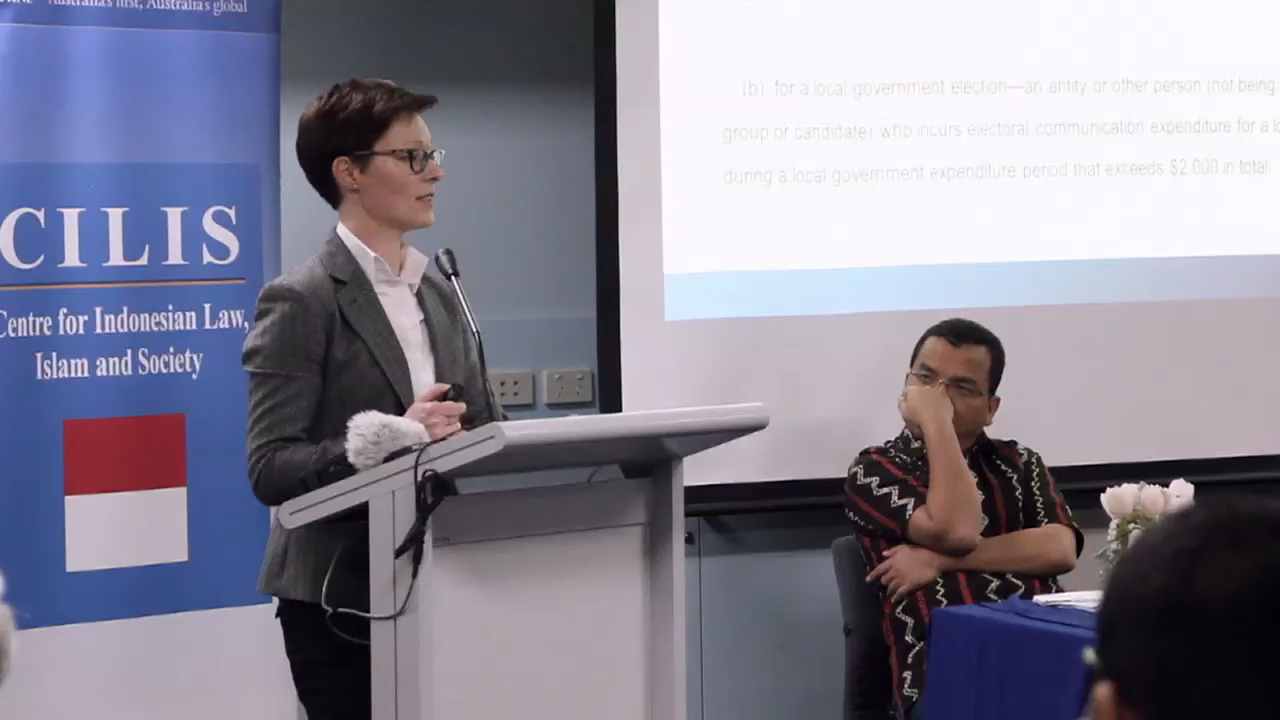 Australia's first, Australia's global
CILIS
Centre for Indonesian Law,
Islam and Society
(b) for a local government election—an entity or other person (not being
group or candidate) who incurs electoral communication expenditure for a
during a local government expenditure period that exceeds $2,000 in total.